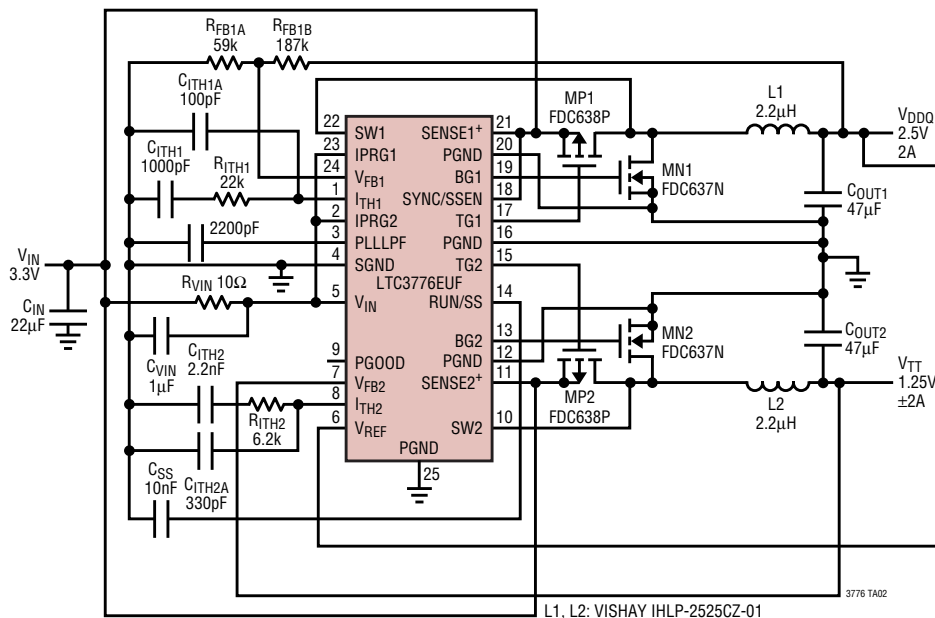 RFB1A
59k
RFB1B
187k
CITH1A
100pF
CITH1
1000pF
RITH1
22k
2200pF
VIN
3.3V
CIN
22µF
RVIN 10Ω
CVIN
1µF
CITH2
2.2nF
RITH2
6.2k
CSS
10nF
CITH2A
330pF
22 SW1
23 IPRG1
24 VFB1
1 ITH1
2 IPRG2
3 PLLLPF
4 SGND
5 VIN
9 PGOOD
7 VFB2
8 ITH2
6 VREF
LTC3776EUF
SENSE1+ 21
PGND 20
BG1 19
SYNC/SSEN 18
TG1 17
PGND 16
TG2 15
RUN/SS 14
BG2 13
PGND 12
SENSE2+ 11
SW2 10
PGND
25
MP1
FDC638P
MN1
FDC637N
L1
2.2µH
VDDQ
2.5V
2A
COUT1
47µF
MN2
FDC637N
MP2
FDC638P
COUT2
47µF
L2
2.2µH
VTT
1.25V
±2A
3776 TA02
L1, L2: VISHAY IHLP-2525CZ-01